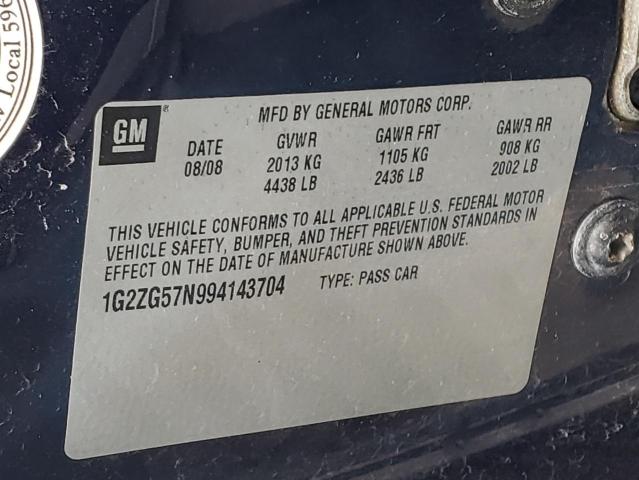 W Local 596
GM
MFD BY GENERAL MOTORS CORP.
DATE GVWR GAWR FRT GAWR RR
08/08 2013 KG 1105 KG 908 KG
4438 LB 2436 LB 2002 LB
THIS VEHICLE CONFORMS TO ALL APPLICABLE U.S. FEDERAL MOTOR
VEHICLE SAFETY, BUMPER, AND THEFT PREVENTION STANDARDS IN
EFFECT ON THE DATE OF MANUFACTURE SHOWN ABOVE.
1G2ZG57N994143704 TYPE: PASS CAR